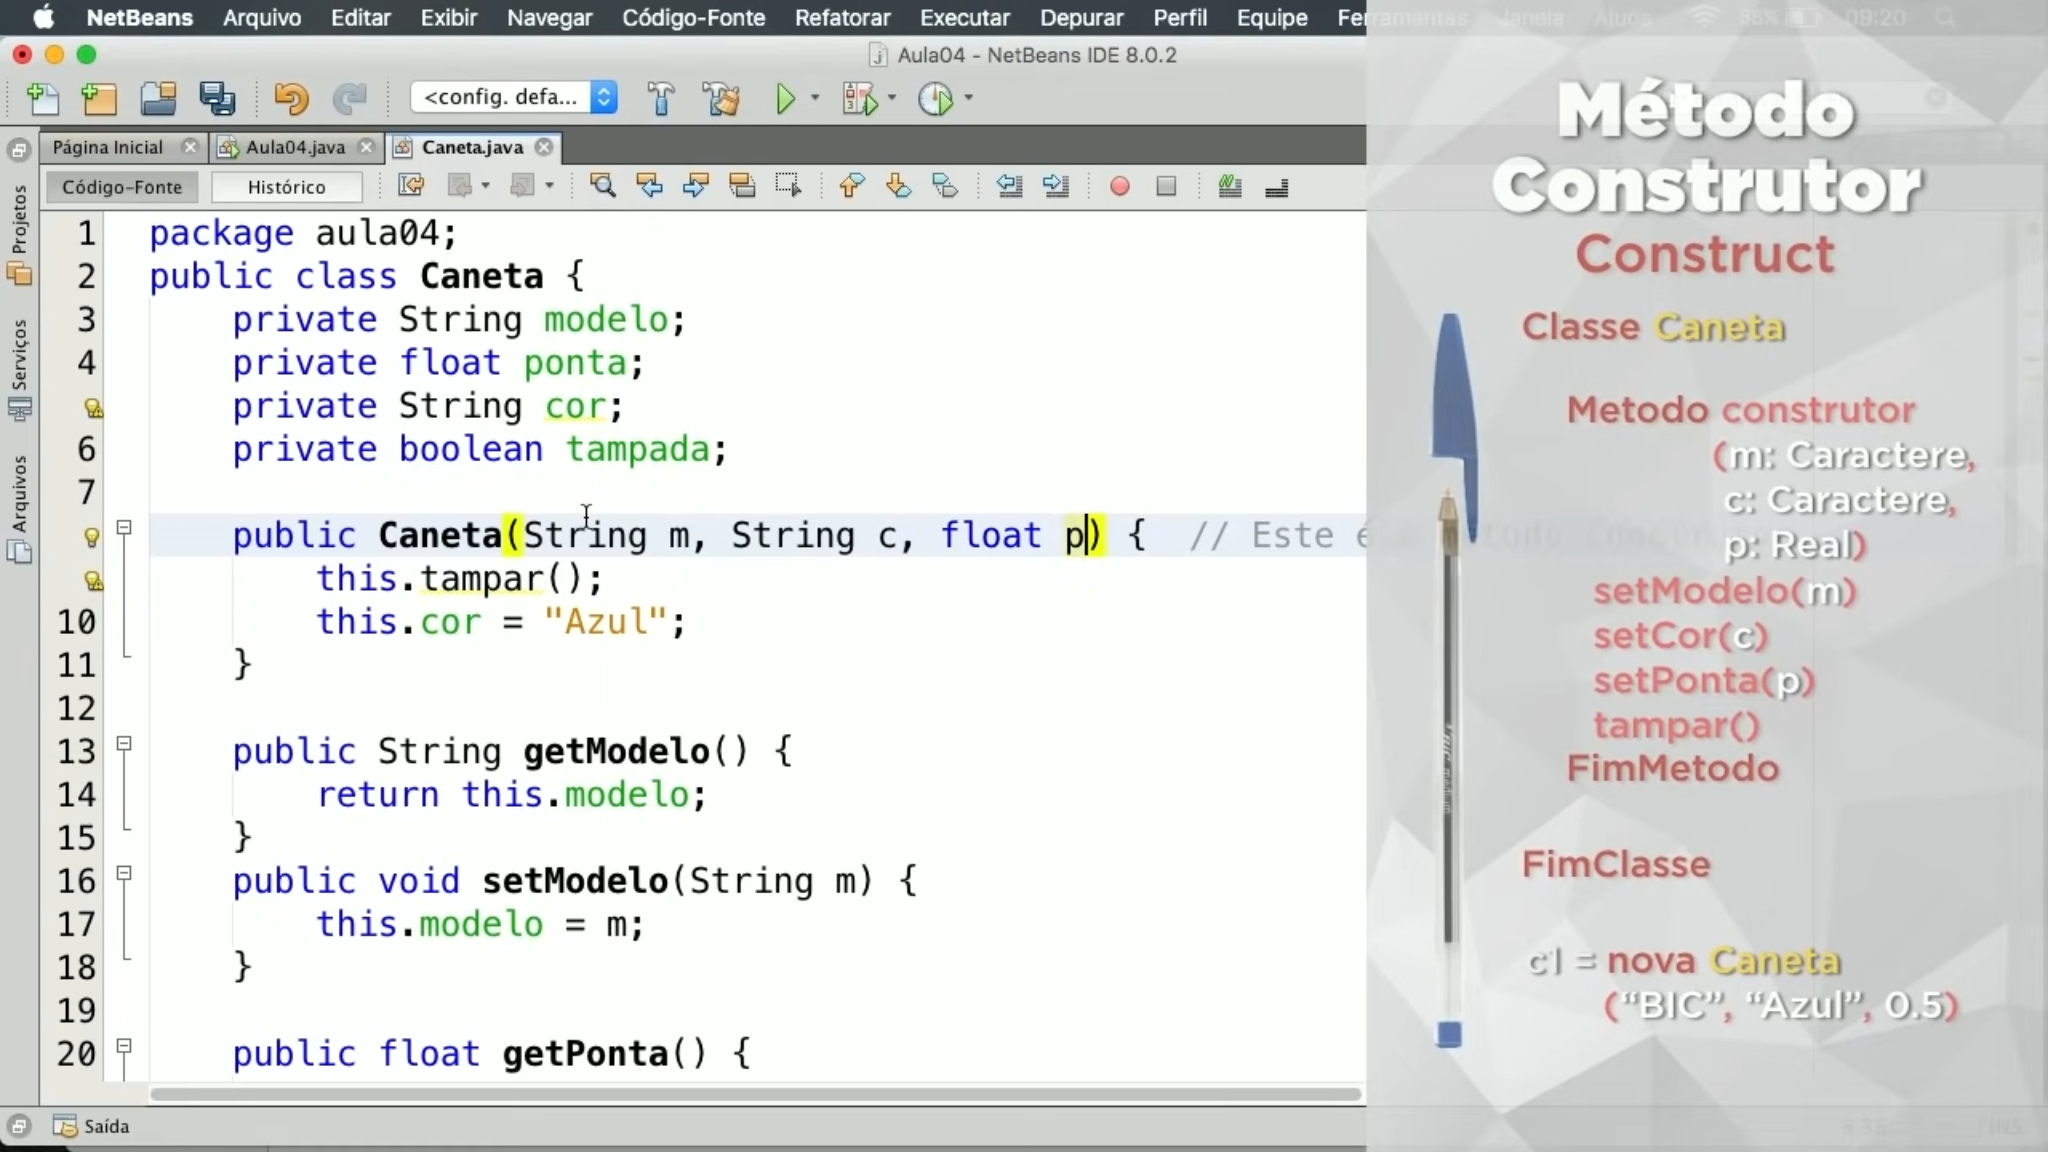 NetBeans Arquivo Editar Exibir Navegar Código-Fonte Refatorar Executar Depurar Perfil Equipe Ferramentas Janela Ajuda 09:20
Aula04 - NetBeans IDE 8.0.2
<config. defa...
Página Inicial Aula04.java Caneta.java
Código-Fonte Histórico
Projetos
Serviços
Arquivos
1 package aula04;
2 public class Caneta {
3 private String modelo;
4 private float ponta;
private String cor;
6 private boolean tampada;
7
public Caneta(String m, String c, float p) { // Este é
this.tampar();
10 this.cor = "Azul";
11 }
12
13 public String getModelo() {
14 return this.modelo;
15 }
16 public void setModelo(String m) {
17 this.modelo = m;
18 }
19
20 public float getPonta() {
Saída
Método
Construtor
Construct
Classe Caneta
Metodo construtor
(m: Caractere,
c: Caractere,
p: Real)
setModelo(m)
setCor(c)
setPonta(p)
tampar()
FimMetodo
FimClasse
c1 = nova Caneta
(“BIC”, “Azul”, 0.5)
INS